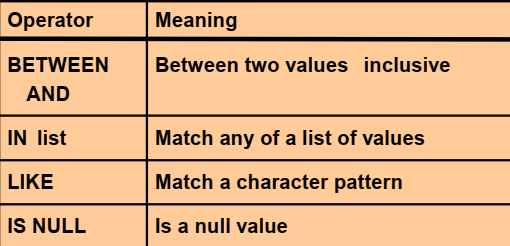 Operator Meaning
BETWEEN Between two values inclusive
AND
IN list Match any of a list of values
LIKE Match a character pattern
IS NULL Is a null value